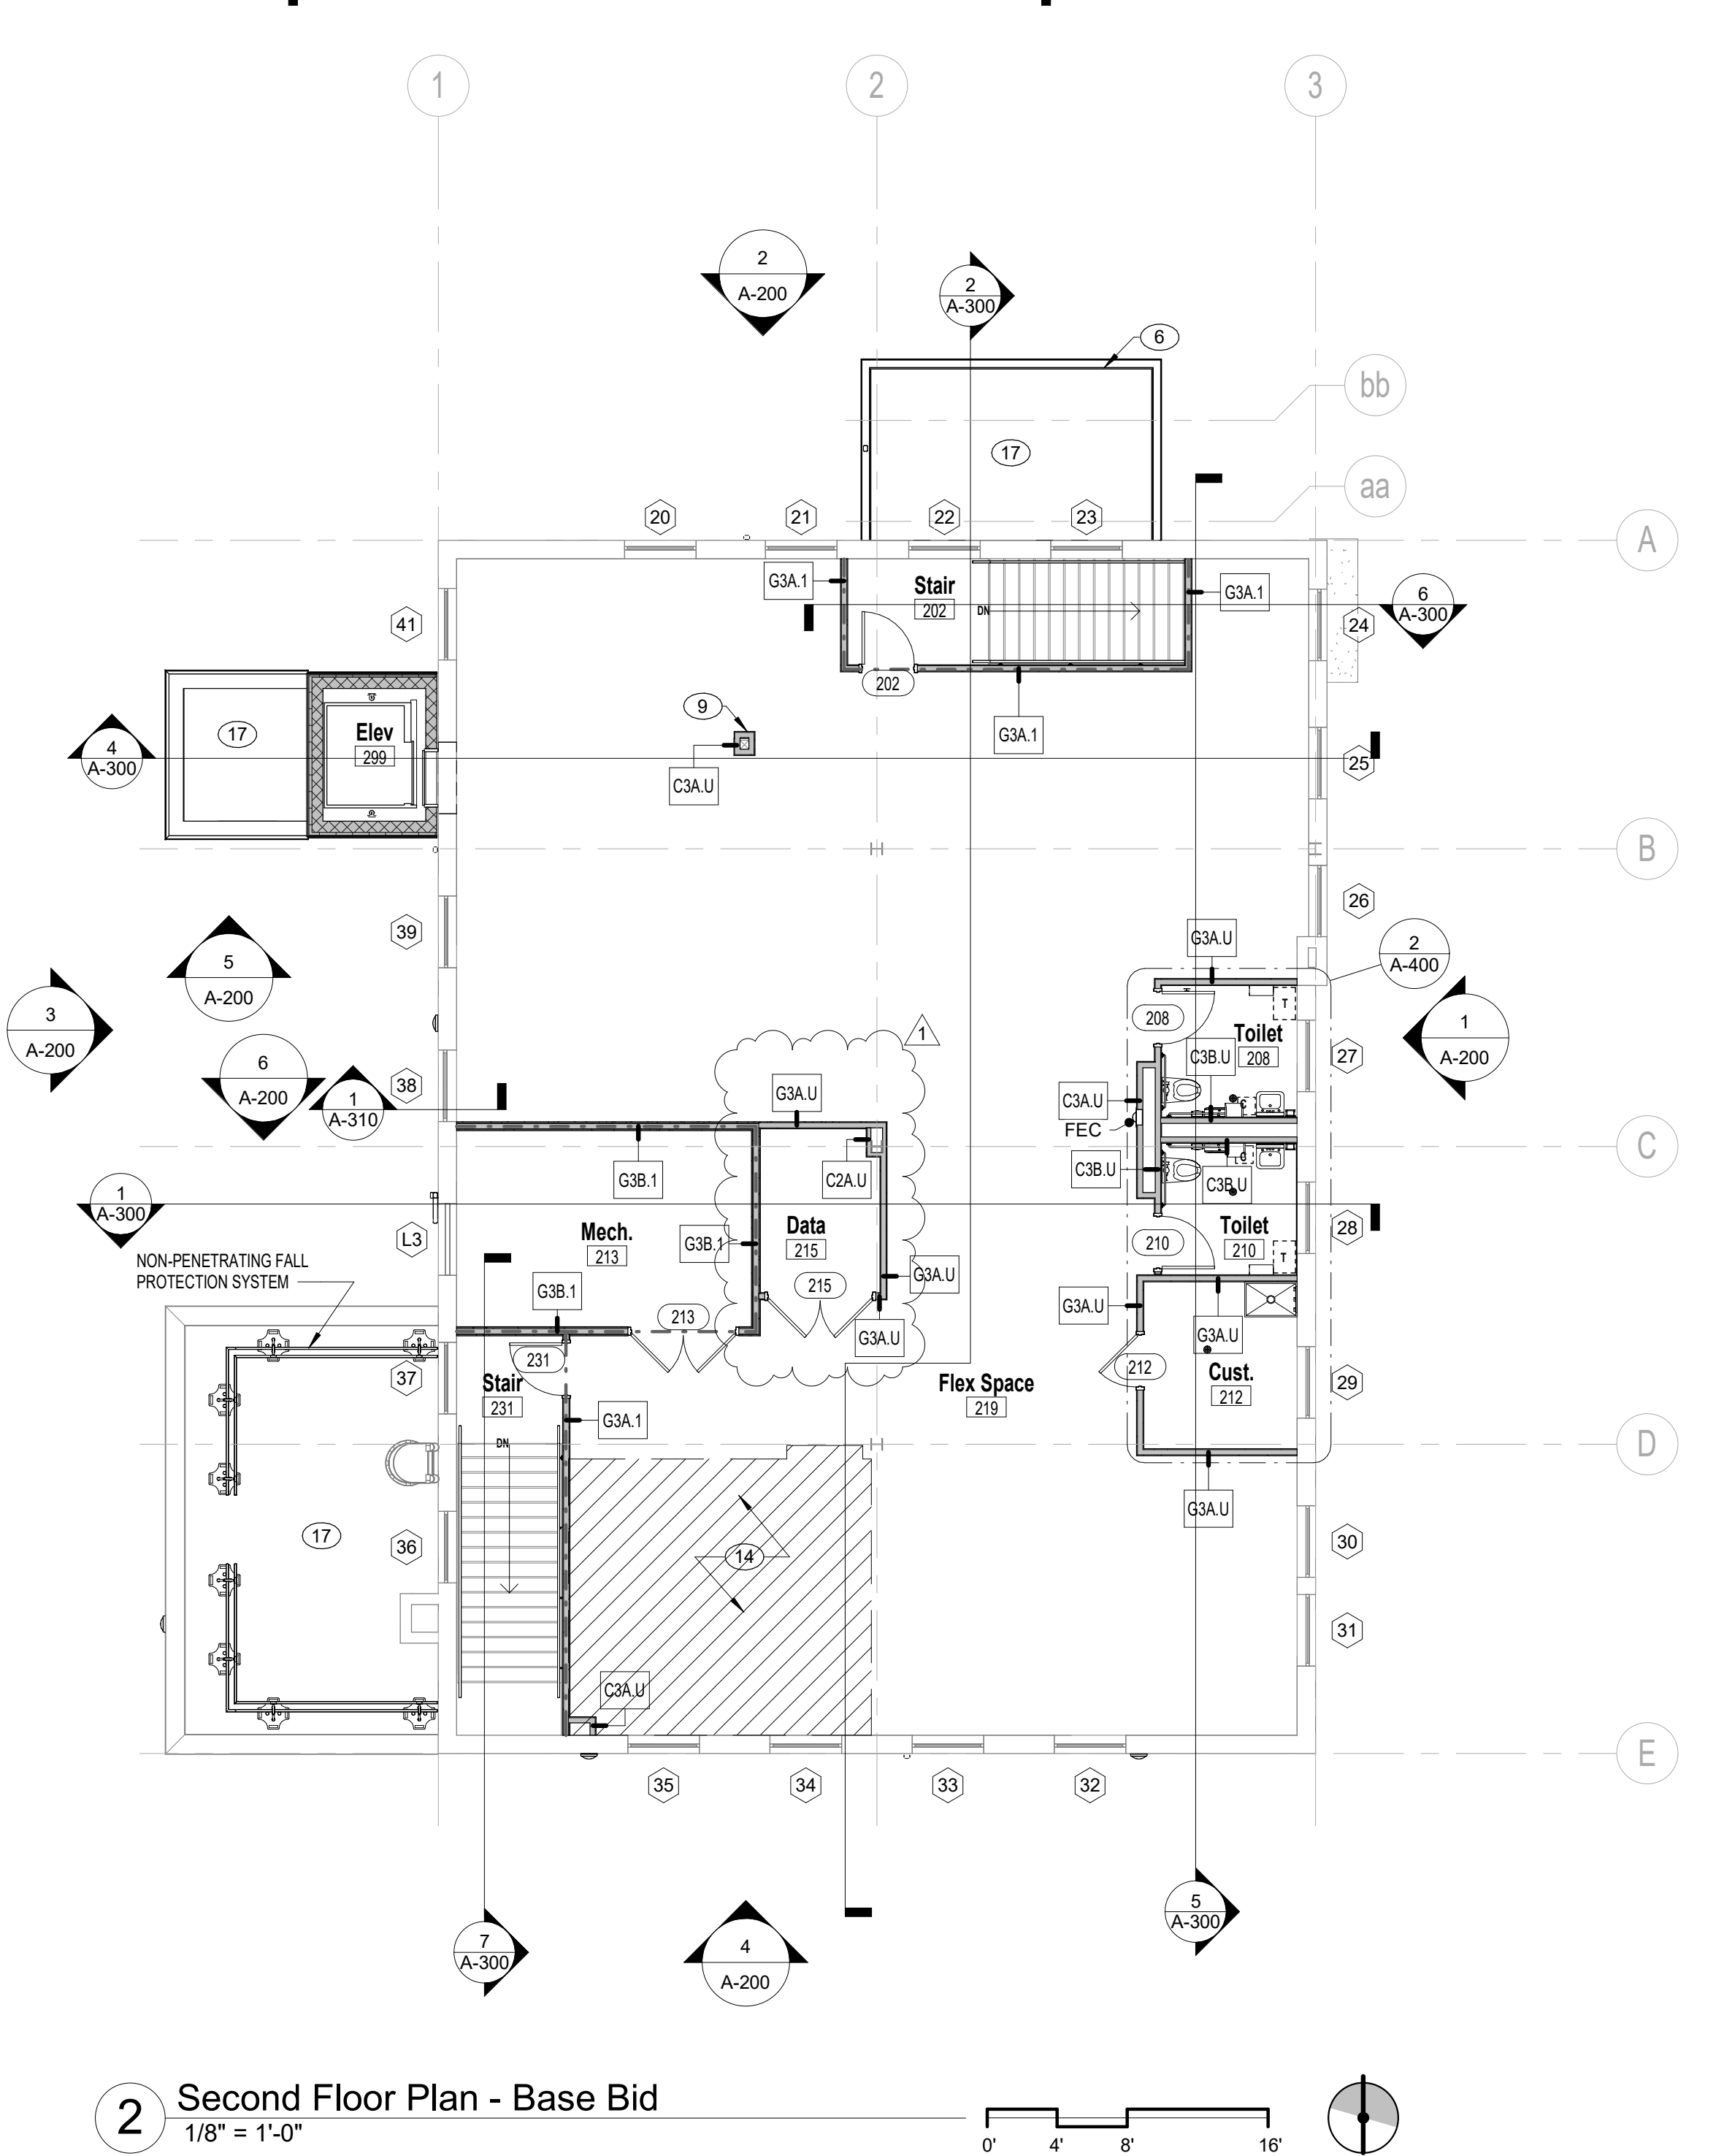 1
2
3
2
A-200
2
A-300
6
bb
17
aa
20
21
22
23
A
G3A.1
Stair
202
DN
G3A.1
6
A-300
41
24
202
9
17
Elev
299
G3A.1
4
A-300
25
C3A.U
B
39
26
G3A.U
2
A-400
5
A-200
3
A-200
1
208
Toilet
208
T
1
A-200
27
6
A-200
38
1
A-310
G3A.U
C3B.U
C3A.U
FEC
C
G3B.1
C2A.U
C3B.U
C3B.U
1
A-300
L3
Mech.
213
G3B.1
Data
215
210
Toilet
210
T
28
NON-PENETRATING FALL
PROTECTION SYSTEM
G3B.1
215
G3A.U
G3A.U
213
G3A.U
G3A.U
231
212
Cust.
212
37
Stair
231
Flex Space
219
29
G3A.1
DN
D
G3A.U
17
36
14
30
31
C3A.U
E
35
34
33
32
5
A-300
7
A-300
4
A-200
2
Second Floor Plan - Base Bid
1/8" = 1'-0"
0'
4'
8'
16'